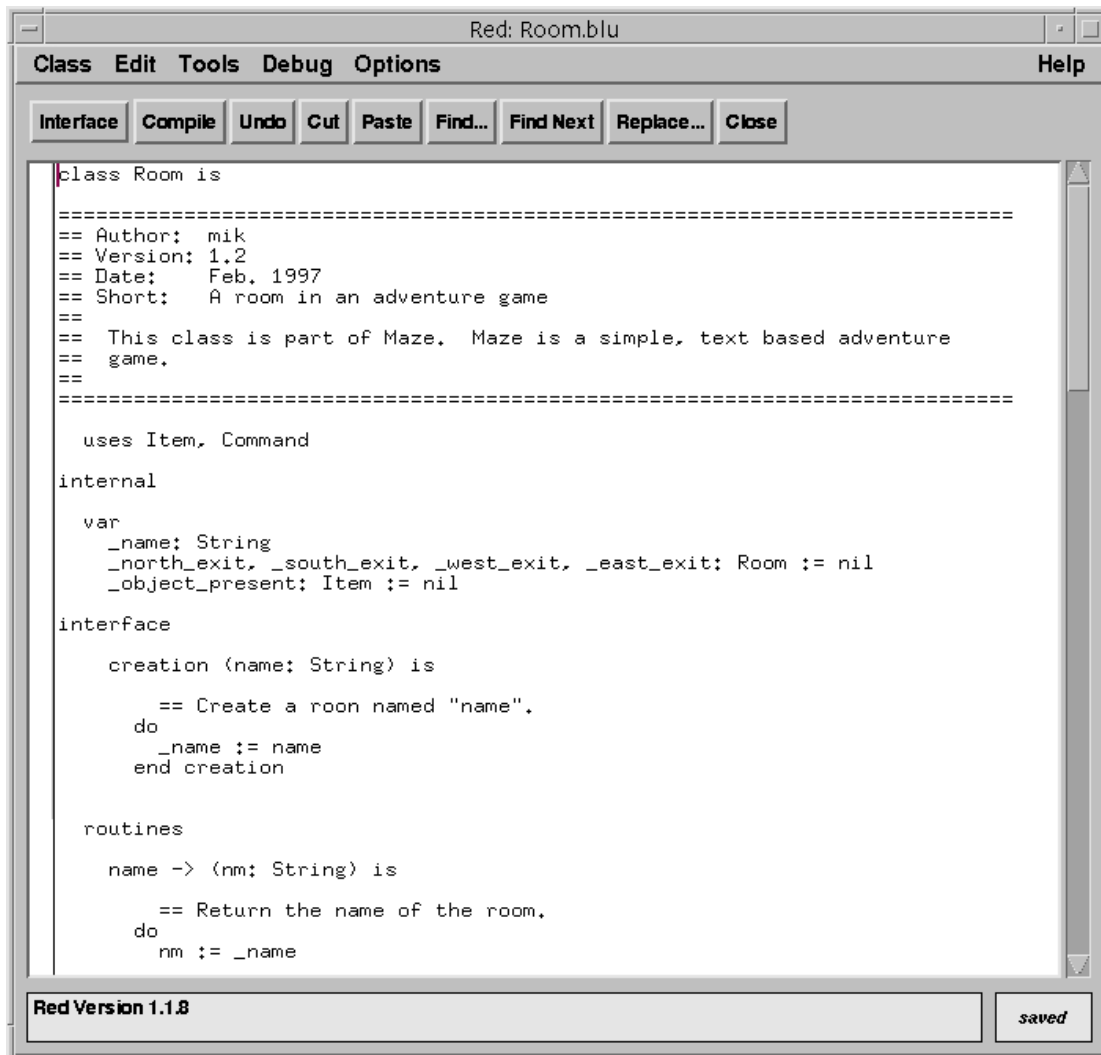 Red: Room.blu
Class Edit Tools Debug Options Help
Interface Compile Undo Cut Paste Find... Find Next Replace... Close
class Room is
============================================================================
== Author:  mik
== Version: 1.2
== Date:    Feb. 1997
== Short:   A room in an adventure game
==
==  This class is part of Maze.  Maze is a simple, text based adventure
==  game.
==
============================================================================
  uses Item, Command
internal
  var
    _name: String
    _north_exit, _south_exit, _west_exit, _east_exit: Room := nil
    _object_present: Item := nil
interface
    creation (name: String) is
        == Create a roon named "name".
      do
        _name := name
      end creation
  routines
    name -> (nm: String) is
        == Return the name of the room.
      do
        nm := _name
Red Version 1.1.8
saved